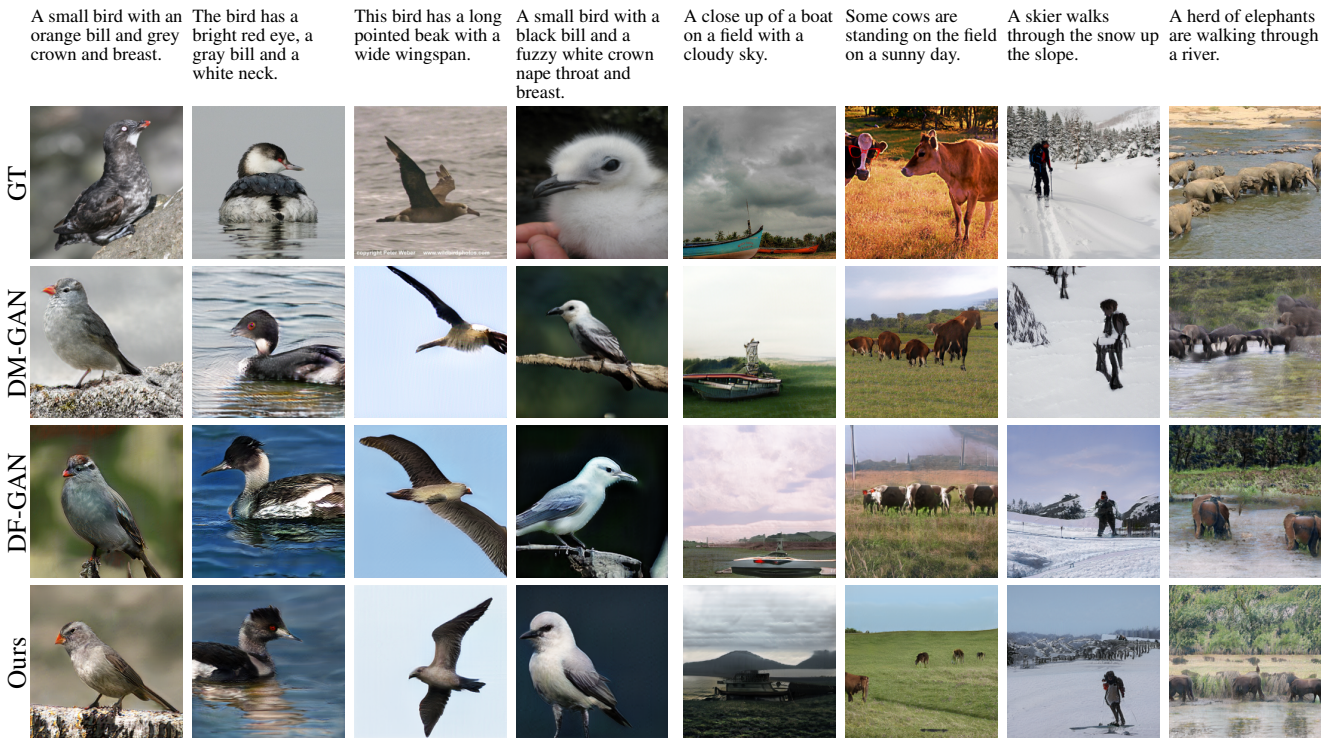 A small bird with an
orange bill and grey
crown and breast.
The bird has a
bright red eye, a
gray bill and a
white neck.
This bird has a long
pointed beak with a
wide wingspan.
A small bird with a
black bill and a
fuzzy white crown
nape throat and
breast.
A close up of a boat
on a field with a
cloudy sky.
Some cows are
standing on the field
on a sunny day.
A skier walks
through the snow up
the slope.
A herd of elephants
are walking through
a river.
GT
DM-GAN
DF-GAN
Ours